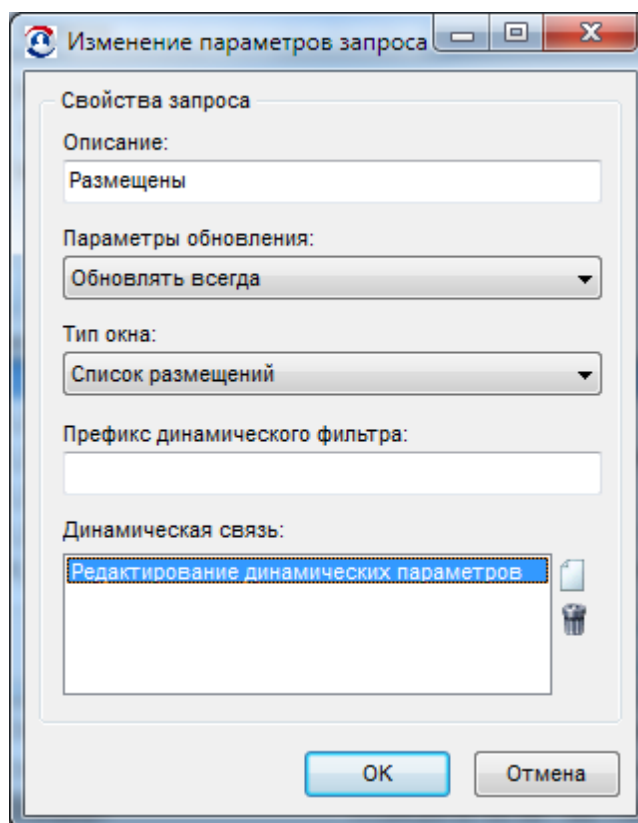 Изменение параметров запроса
Свойства запроса
Описание:
Размещены
Параметры обновления:
Обновлять всегда
Тип окна:
Список размещений
Префикс динамического фильтра:
Динамическая связь:
Редактирование динамических параметров
OK
Отмена